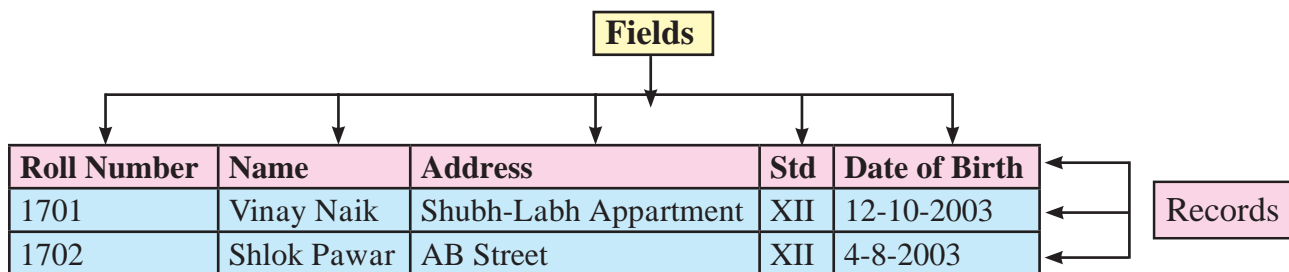 Fields
Roll Number Name Address Std Date of Birth
1701 Vinay Naik Shubh-Labh Appartment XII 12-10-2003
Records
1702 Shlok Pawar AB Street XII 4-8-2003